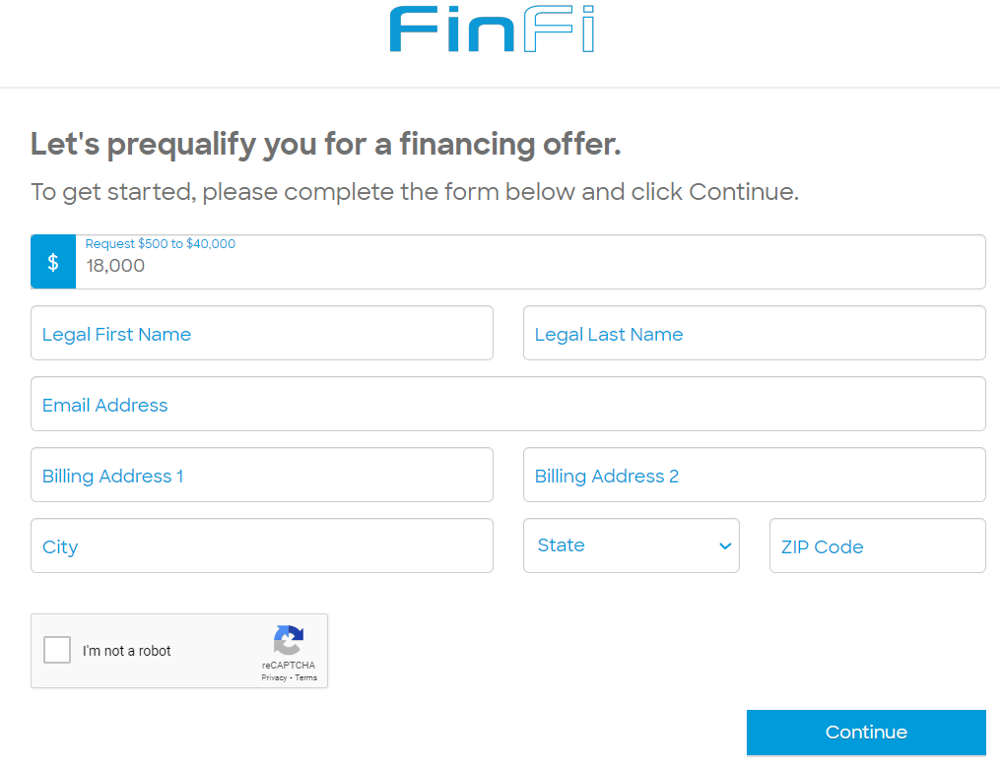 FinFi
Let's prequalify you for a financing offer.
To get started, please complete the form below and click Continue.
Request $500 to $40,000
$ 18,000
Legal First Name Legal Last Name
Email Address
Billing Address 1 Billing Address 2
City State ZIP Code
I'm not a robot
reCAPTCHA
Privacy - Terms
Continue